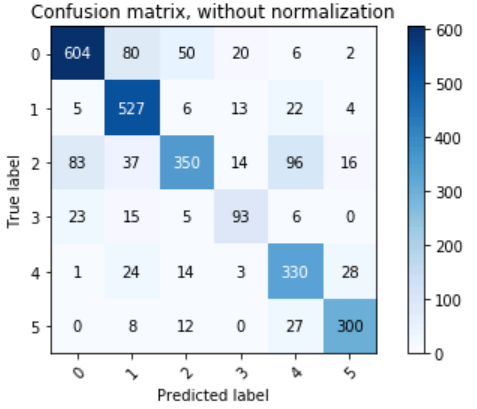 Confusion matrix, without normalization
0 604 80 50 20 6 2
1 5 527 6 13 22 4
2 83 37 350 14 96 16
3 23 15 5 93 6 0
4 1 24 14 3 330 28
5 0 8 12 0 27 300
0 1 2 3 4 5
True label
Predicted label
600
500
400
300
200
100
0